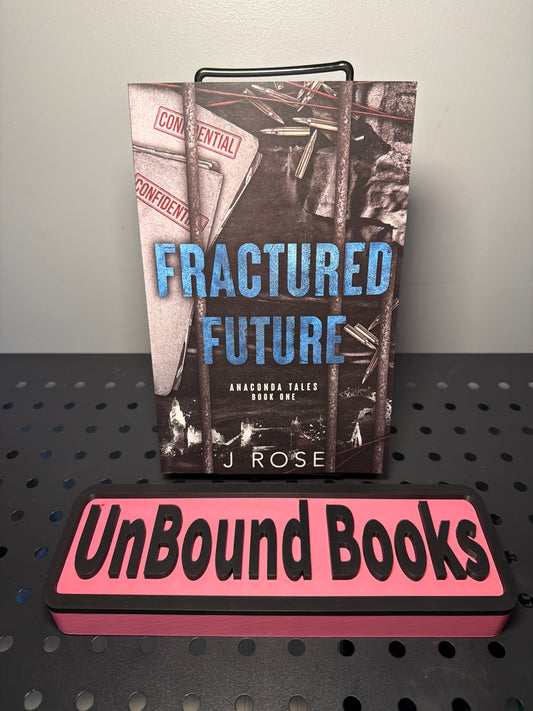 CONFIDENTIAL
CONFIDENTIAL
FRACTURED
FUTURE
ANACONDA TALES
BOOK ONE
J ROSE
UnBound Books